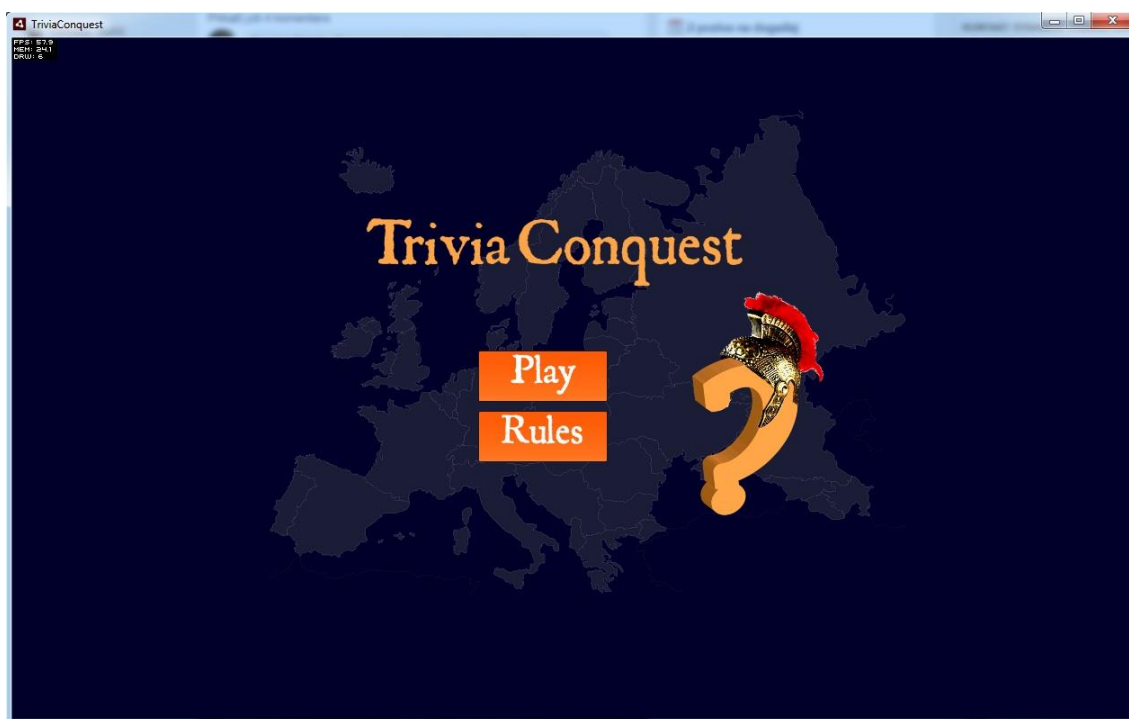 TriviaConquest
FPS: 57.9
MEM: 24.1
DRW: 6
Trivia Conquest
Play
Rules